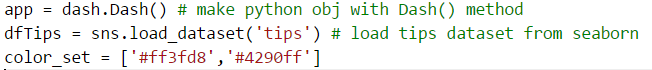 app = dash.Dash() # make python obj with Dash() method
dfTips = sns.load_dataset('tips') # load tips dataset from seaborn
color_set = ['#ff3fd8','#4290ff']